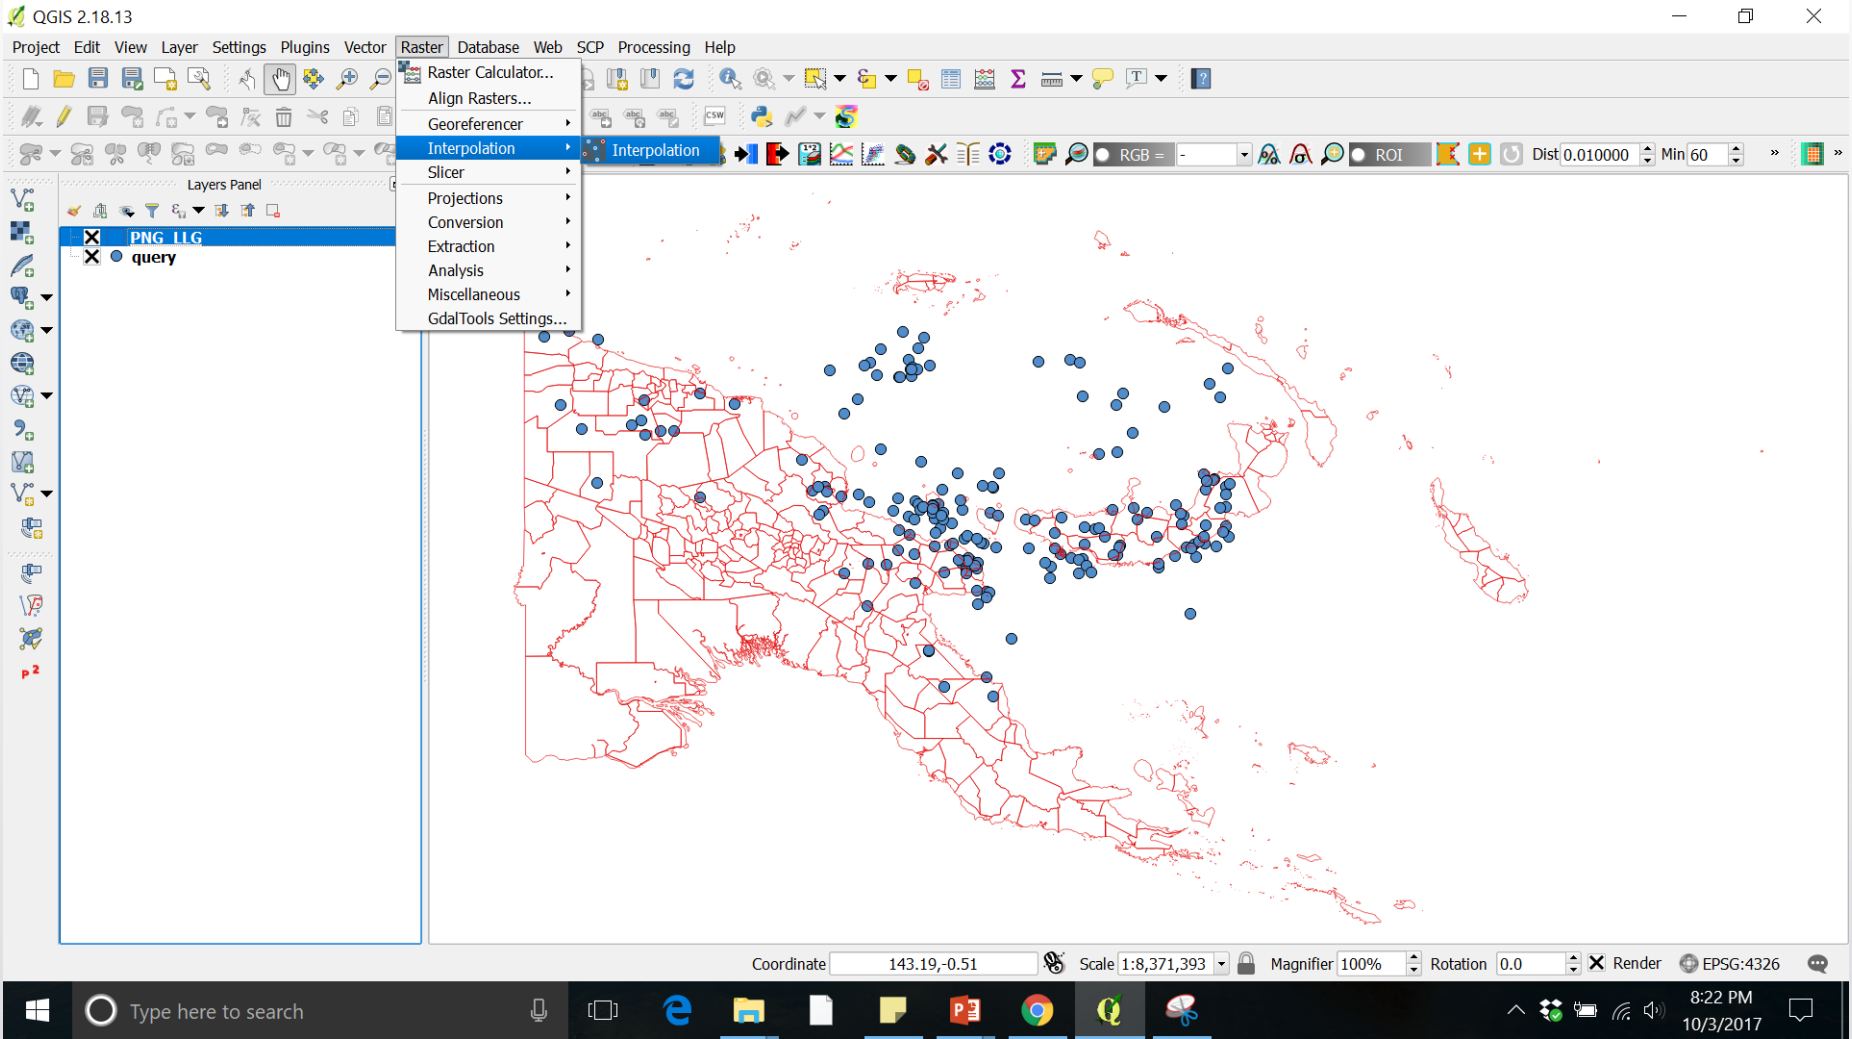 QGIS 2.18.13
Project Edit View Layer Settings Plugins Vector Raster Database Web SCP Processing Help
Raster Calculator...
Align Rasters...
Georeferencer
Interpolation
Interpolation
Slicer
Projections
Conversion
Extraction
Analysis
Miscellaneous
GdalTools Settings...
CSW
RGB = -
ROI
Dist 0.010000
Min 60
Layers Panel
PNG_LLG
query
P2
Coordinate 143.19,-0.51
Scale 1:8,371,393
Magnifier 100%
Rotation 0.0
Render
EPSG:4326
Type here to search
8:22 PM
10/3/2017